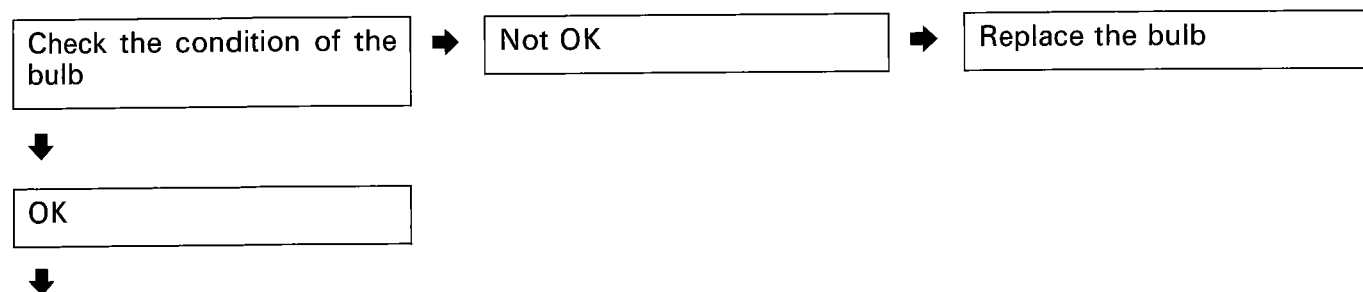 Check the condition of the
bulb
Not OK
Replace the bulb
OK